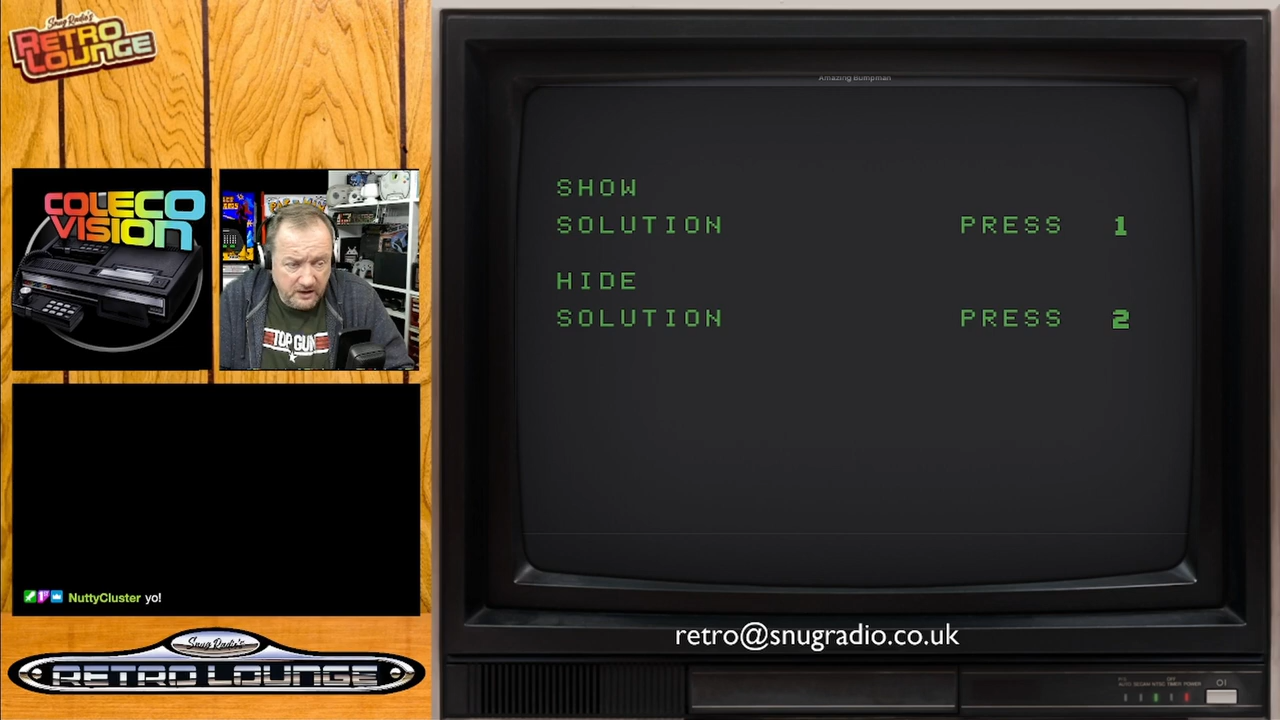 Snug Radio's
RETRO
LOUNGE
COLECO
VISION
TOP GUN
NuttyCluster yo!
Snug Radio's
RETRO LOUNGE
Amazing Bumpman
SHOW
SOLUTION PRESS 1
HIDE
SOLUTION PRESS 2
retro@snugradio.co.uk